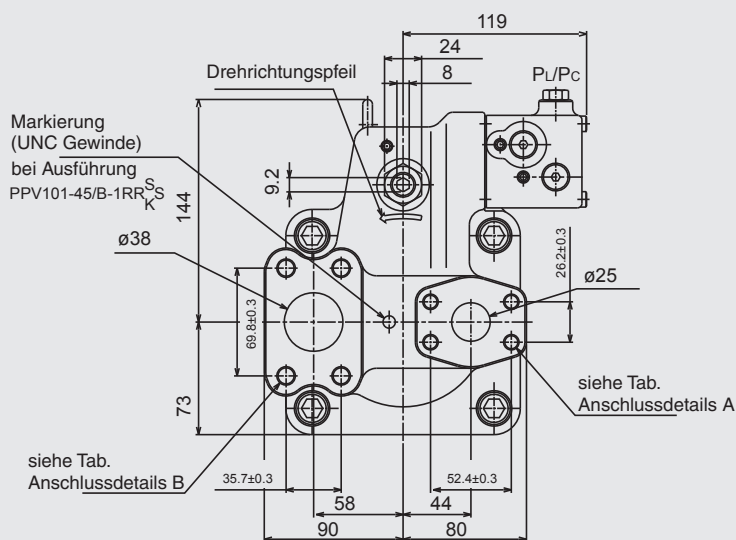 119
24
8
Drehrichtungspfeil
PL/PC
Markierung
(UNC Gewinde)
bei Ausführung
PPV101-45/B-1RRSKS
9.2
144
ø38
26.2±0.3
ø25
69.8±0.3
73
siehe Tab.
Anschlussdetails A
siehe Tab.
Anschlussdetails B
35.7±0.3
52.4±0.3
58
44
90
80